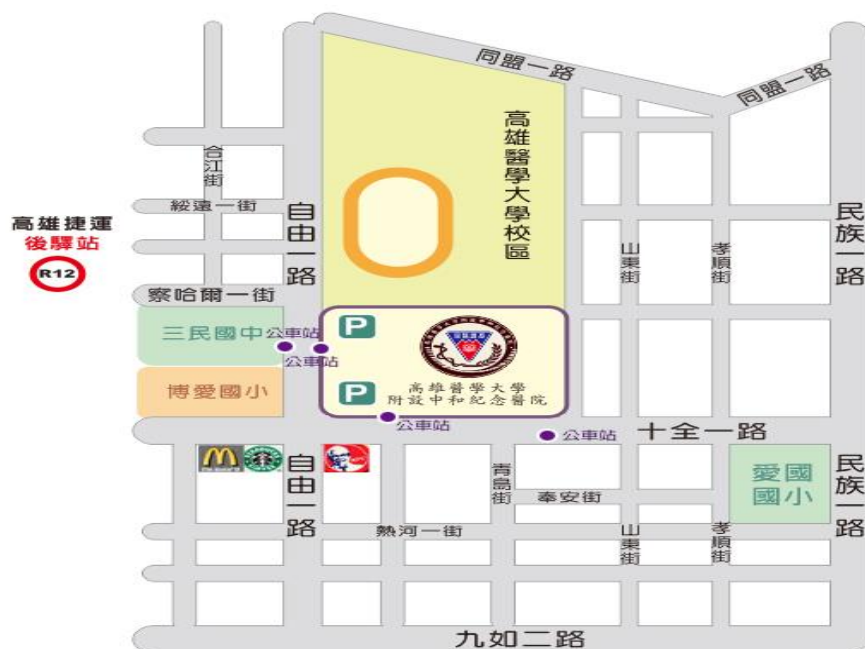 同盟一路
同盟一路
高雄醫學大學校區
合江街
綏遠一街
自由一路
民族一路
山東街
孝順街
高雄捷運
後驛站
R12
察哈爾一街
三民國中
公車站
公車站
P
P
高雄醫學大學
附設中和紀念醫院
博愛國小
公車站
公車站
十全一路
自由一路
青島街
奉安街
愛國
國小
民族一路
熱河一街
山東街
孝順街
九如二路